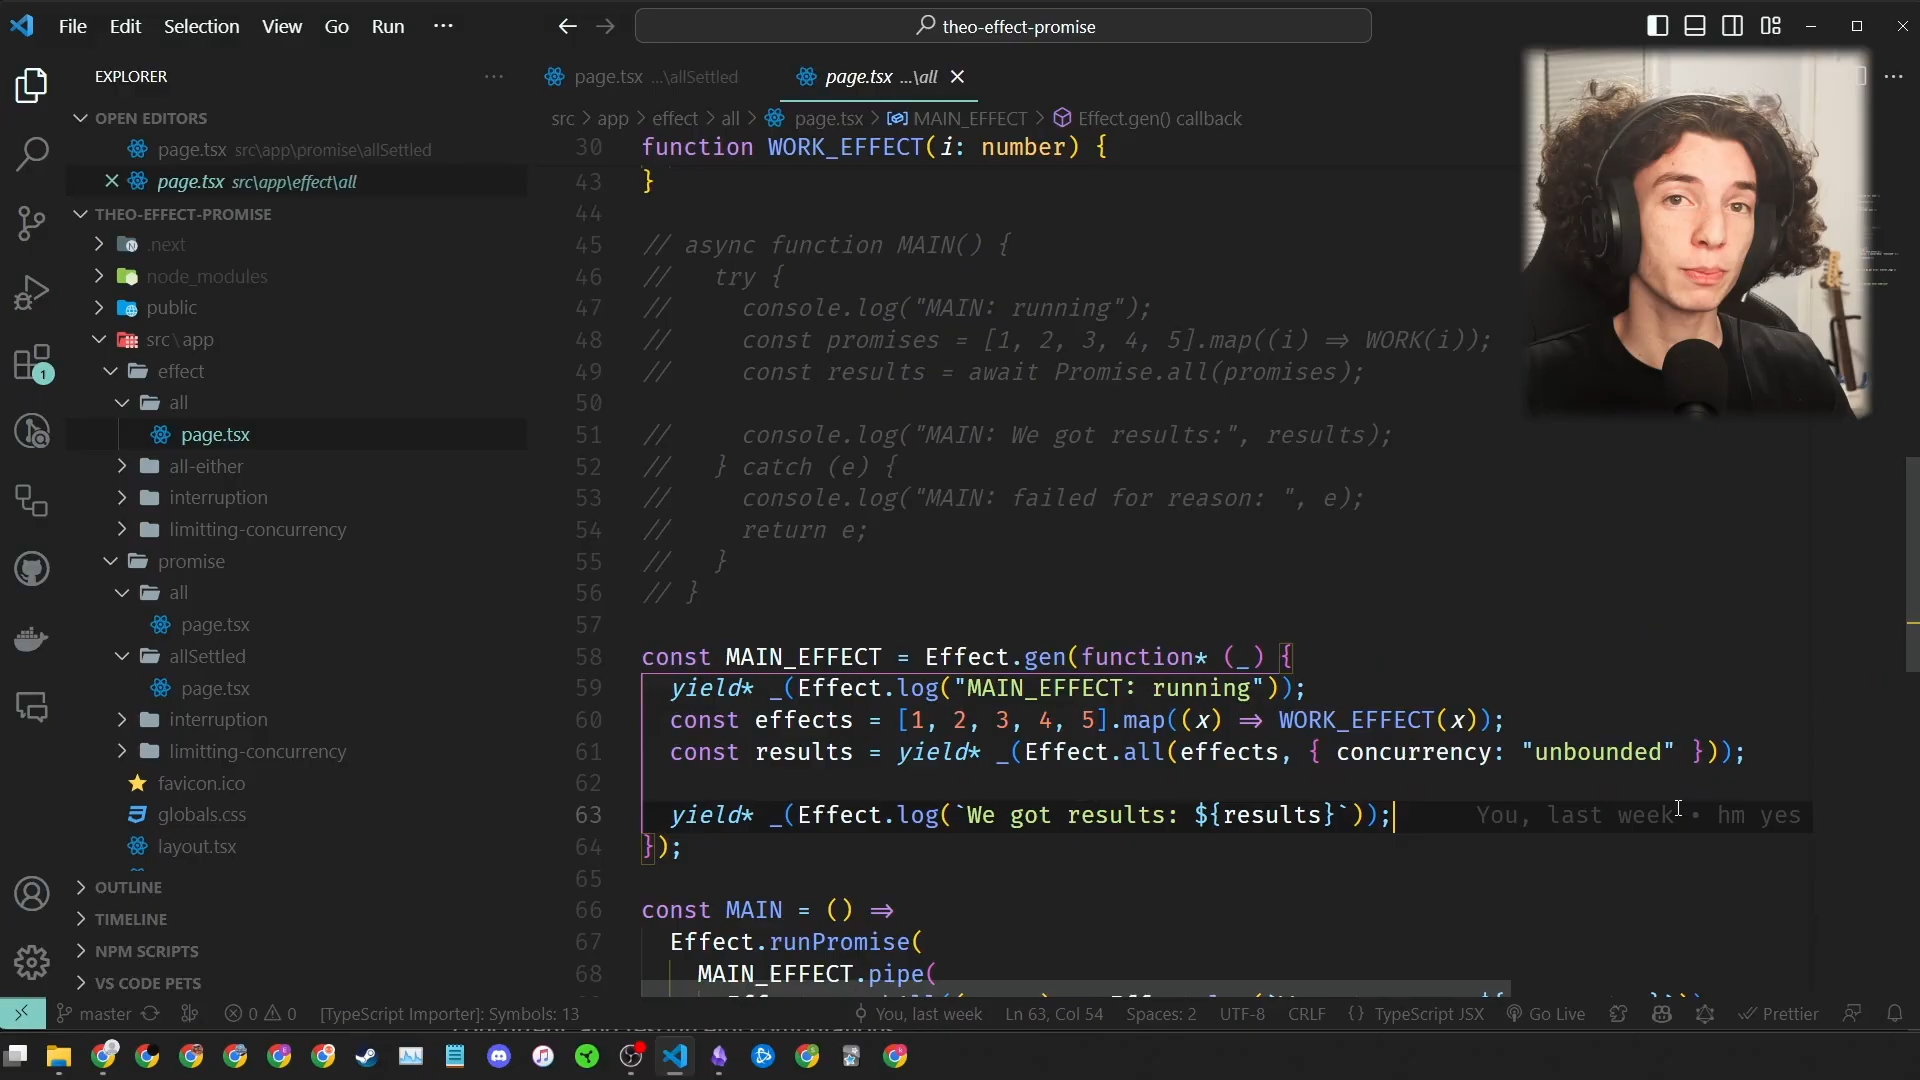 File Edit Selection View Go Run ···
theo-effect-promise
EXPLORER
OPEN EDITORS
page.tsx src\app\promise\allSettled
page.tsx src\app\effect\all
THEO-EFFECT-PROMISE
.next
node_modules
public
src\app
effect
all
page.tsx
all-either
interruption
limitting-concurrency
promise
all
page.tsx
allSettled
page.tsx
interruption
limitting-concurrency
favicon.ico
globals.css
layout.tsx
OUTLINE
TIMELINE
NPM SCRIPTS
VS CODE PETS
1
page.tsx ...\allSettled
page.tsx ...\all
src > app > effect > all > page.tsx > MAIN_EFFECT > Effect.gen() callback
30 function WORK_EFFECT(i: number) {
43 }
44
45 // async function MAIN() {
46 // try {
47 // console.log("MAIN: running");
48 // const promises = [1, 2, 3, 4, 5].map((i) ⇒ WORK(i));
49 // const results = await Promise.all(promises);
50
51 // console.log("MAIN: We got results:", results);
52 // } catch (e) {
53 // console.log("MAIN: failed for reason: ", e);
54 // return e;
55 // }
56 // }
57
58 const MAIN_EFFECT = Effect.gen(function* (_) {
59 yield* _(Effect.log("MAIN_EFFECT: running"));
60 const effects = [1, 2, 3, 4, 5].map((x) ⇒ WORK_EFFECT(x));
61 const results = yield* _(Effect.all(effects, { concurrency: "unbounded" }));
62
63 yield* _(Effect.log(`We got results: ${results}`)); You, last week • hm yes
64 });
65
66 const MAIN = () ⇒
67 Effect.runPromise(
68 MAIN_EFFECT.pipe(
master 0 0 [TypeScript Importer]: Symbols: 13 You, last week Ln 63, Col 54 Spaces: 2 UTF-8 CRLF {} TypeScript JSX Go Live Prettier